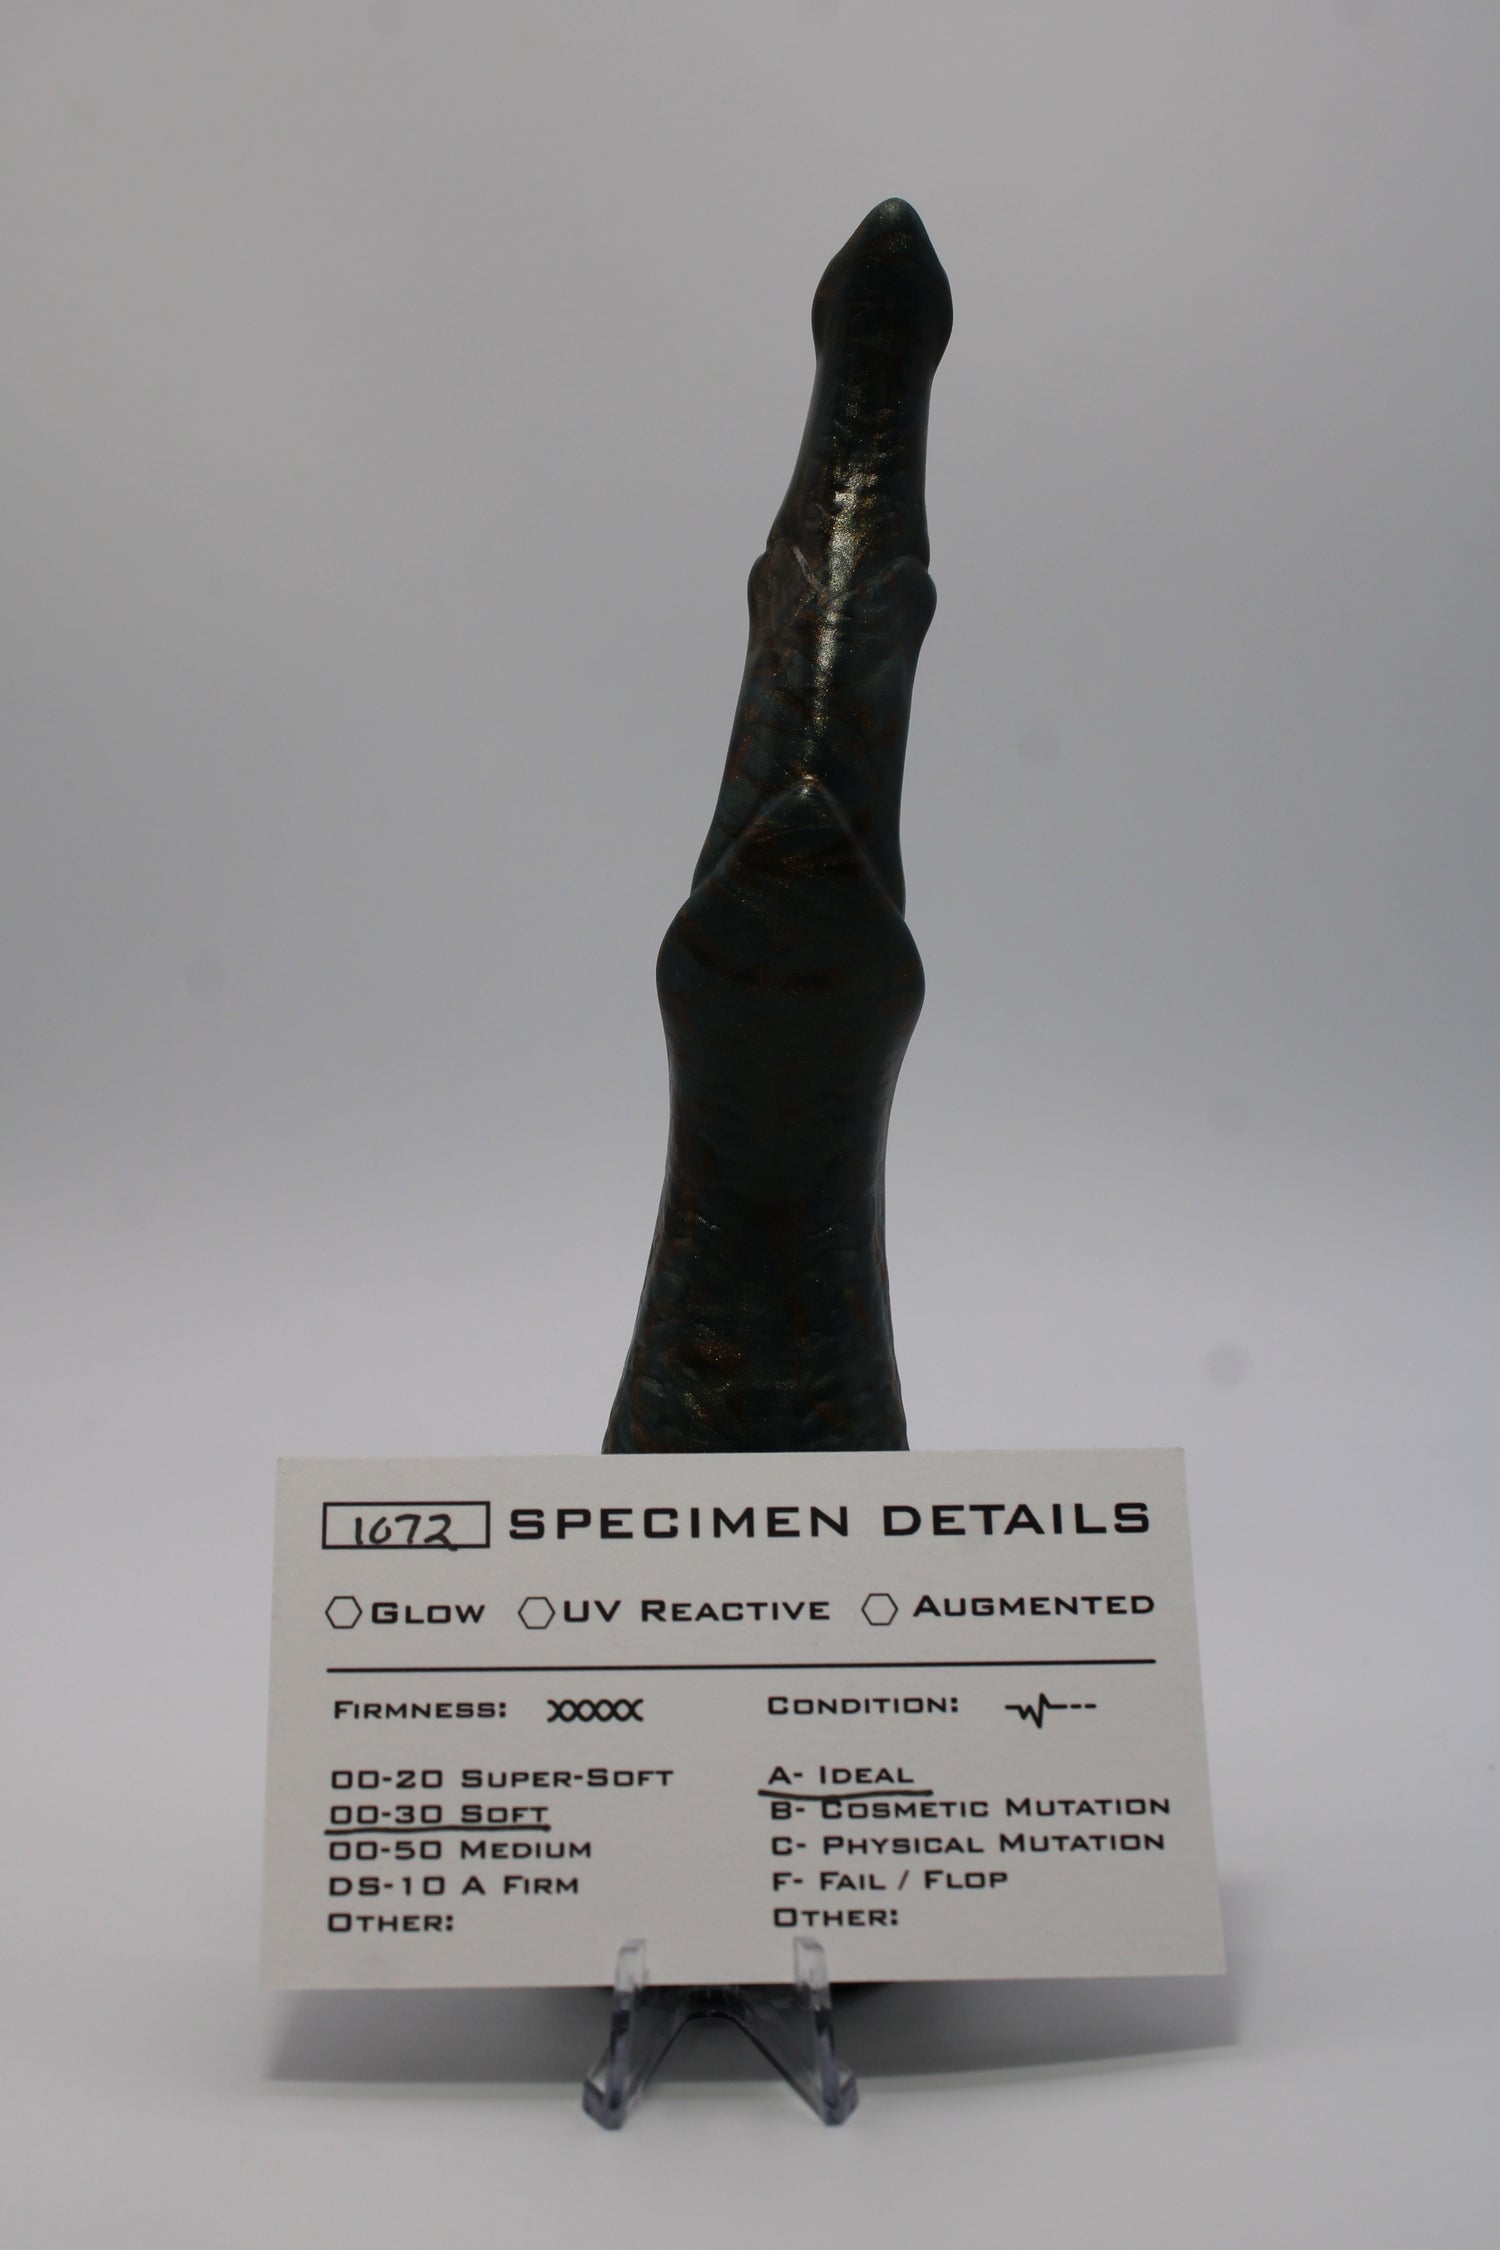 1072 SPECIMEN DETAILS
GLOW UV REACTIVE AUGMENTED
FIRMNESS: CONDITION:
00-20 SUPER-SOFT A- IDEAL
00-30 SOFT B- COSMETIC MUTATION
00-50 MEDIUM C- PHYSICAL MUTATION
DS-10 A FIRM F- FAIL / FLOP
OTHER: OTHER: